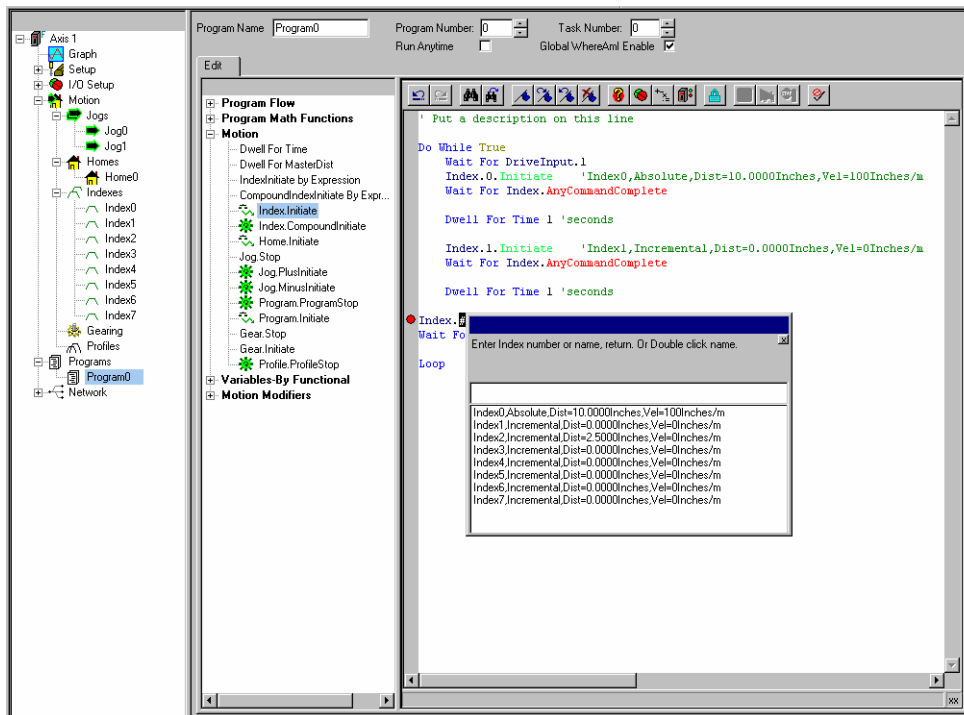 Program Name Program0 Program Number: 0 Task Number: 0
Run Anytime Global WhereAmI Enable
Edit
Axis 1
Graph
Setup
I/O Setup
Motion
Jogs
Jog0
Jog1
Homes
Home0
Indexes
Index0
Index1
Index2
Index3
Index4
Index5
Index6
Index7
Gearing
Profiles
Programs
Program0
Network
Program Flow
Program Math Functions
Motion
Dwell For Time
Dwell For MasterDist
IndexInitiate by Expression
CompoundIndexInitiate By Expr...
Index.Initiate
Index.CompoundInitiate
Home.Initiate
Jog.Stop
Jog.PlusInitiate
Jog.MinusInitiate
Program.ProgramStop
Program.Initiate
Gear.Stop
Gear.Initiate
Profile.ProfileStop
Variables-By Functional
Motion Modifiers
' Put a description on this line
Do While True
Wait For DriveInput.1
Index.0.Initiate 'Index0,Absolute,Dist=10.0000Inches,Vel=100Inches/m
Wait For Index.AnyCommandComplete
Dwell For Time 1 'seconds
Index.1.Initiate 'Index1,Incremental,Dist=0.0000Inches,Vel=0Inches/m
Wait For Index.AnyCommandComplete
Dwell For Time 1 'seconds
Index.#
Wait Fo
Loop
Enter Index number or name, return. Or Double click name.
x
Index0,Absolute,Dist=10.0000Inches,Vel=100Inches/m
Index1,Incremental,Dist=0.0000Inches,Vel=0Inches/m
Index2,Incremental,Dist=2.5000Inches,Vel=0Inches/m
Index3,Incremental,Dist=0.0000Inches,Vel=0Inches/m
Index4,Incremental,Dist=0.0000Inches,Vel=0Inches/m
Index5,Incremental,Dist=0.0000Inches,Vel=0Inches/m
Index6,Incremental,Dist=0.0000Inches,Vel=0Inches/m
Index7,Incremental,Dist=0.0000Inches,Vel=0Inches/m
xx